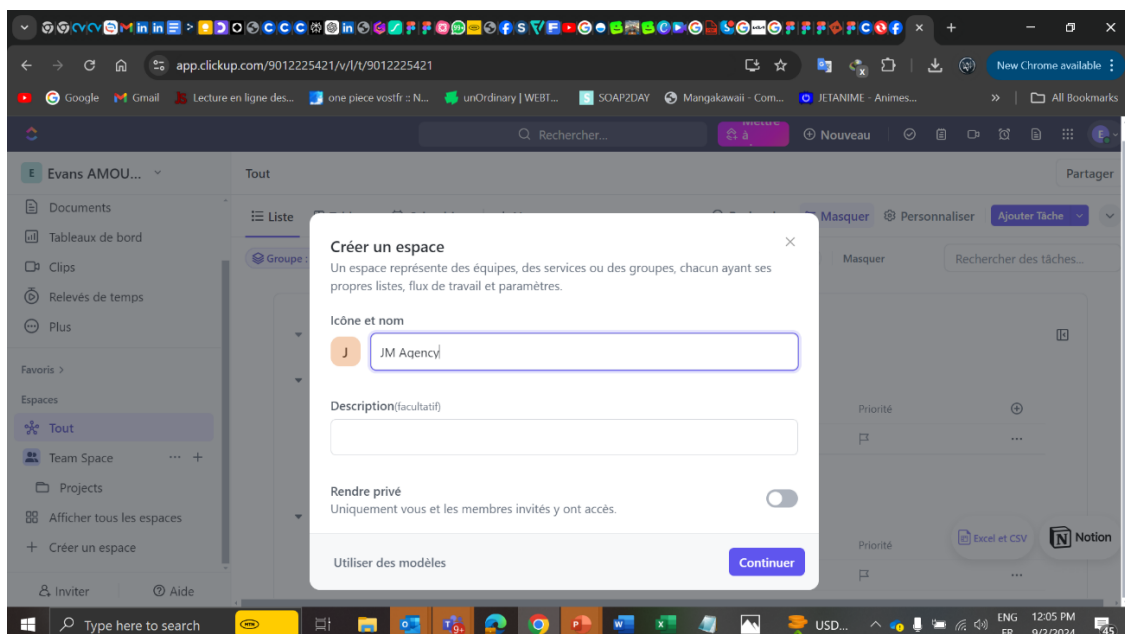 app.clickup.com/9012225421/v/l/t/9012225421
New Chrome available
Google
Gmail
Lecture en ligne des...
one piece vostfr :: N...
unOrdinary | WEBT...
SOAP2DAY
Mangakawaii - Com...
JETANIME - Animes...
»
All Bookmarks
Rechercher...
à
Nouveau
E
E Evans AMOU...
Tout
Partager
Documents
Tableaux de bord
Clips
Relevés de temps
Plus
Favoris >
Espaces
Tout
Team Space ... +
Projects
Afficher tous les espaces
+ Créer un espace
Inviter
Aide
Liste
Masquer
Personnaliser
Ajouter Tâche
Groupe :
Masquer
Rechercher des tâches...
Créer un espace
Un espace représente des équipes, des services ou des groupes, chacun ayant ses
propres listes, flux de travail et paramètres.
Icône et nom
J
JM Agency
Description(facultatif)
Rendre privé
Uniquement vous et les membres invités y ont accès.
Utiliser des modèles
Continuer
Priorité
Priorité
Excel et CSV
Notion
Type here to search
USD...
ENG
FR
12:05 PM
9/2/2024
45